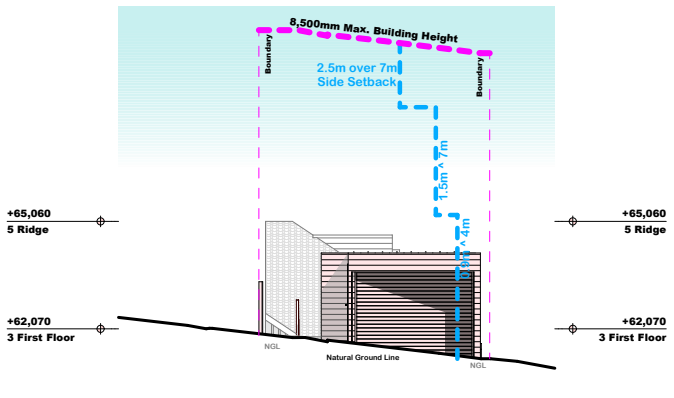 8,500mm Max. Building Height
Boundary
2.5m over 7m
Side Setback
Boundary
1.5m ^ 7m
+65,060
5 Ridge
+65,060
5 Ridge
0.9m ^ 4m
+62,070
3 First Floor
+62,070
3 First Floor
NGL
Natural Ground Line
NGL